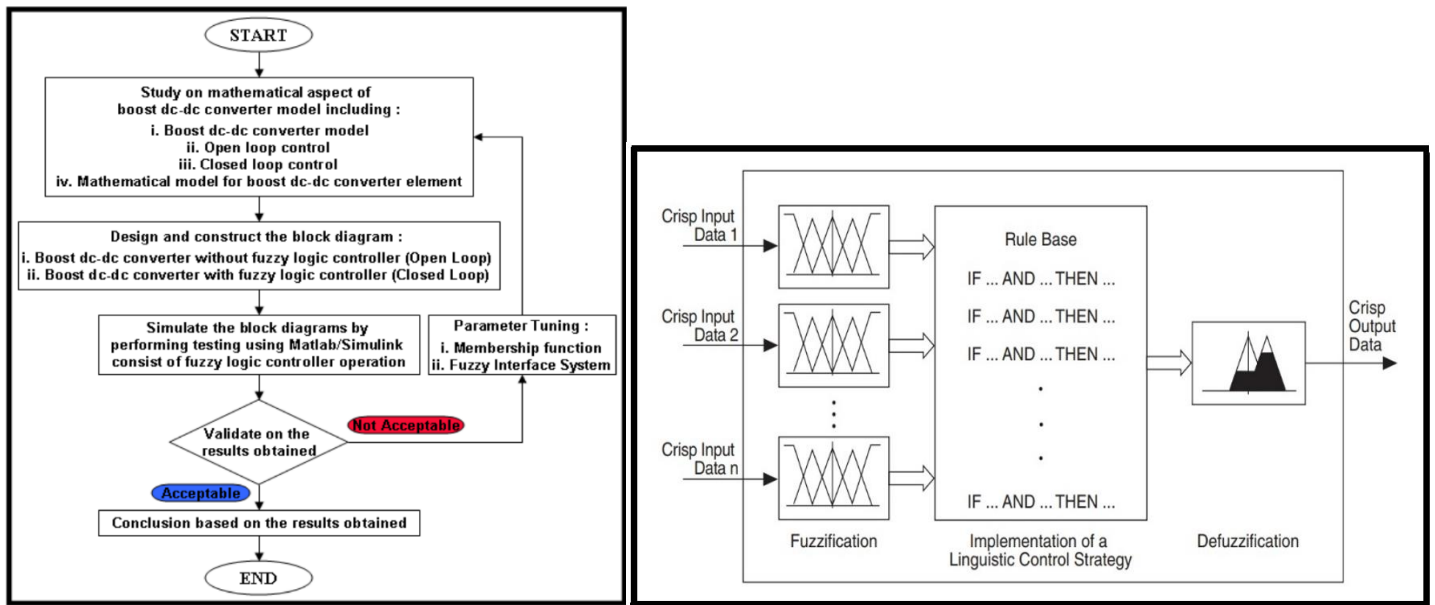 START
Study on mathematical aspect of
boost dc-dc converter model including :
i. Boost dc-dc converter model
ii. Open loop control
iii. Closed loop control
iv. Mathematical model for boost dc-dc converter element
Design and construct the block diagram :
i. Boost dc-dc converter without fuzzy logic controller (Open Loop)
ii. Boost dc-dc converter with fuzzy logic controller (Closed Loop)
Simulate the block diagrams by
performing testing using Matlab/Simulink
consist of fuzzy logic controller operation
Parameter Tuning :
i. Membership function
ii. Fuzzy Interface System
Validate on the
results obtained
Not Acceptable
Acceptable
Conclusion based on the results obtained
END
Crisp Input
Data 1
Crisp Input
Data 2
Crisp Input
Data n
Fuzzification
Rule Base
IF ... AND ... THEN ...
IF ... AND ... THEN ...
IF ... AND ... THEN ...
IF ... AND ... THEN ...
Implementation of a
Linguistic Control Strategy
Defuzzification
Crisp
Output
Data